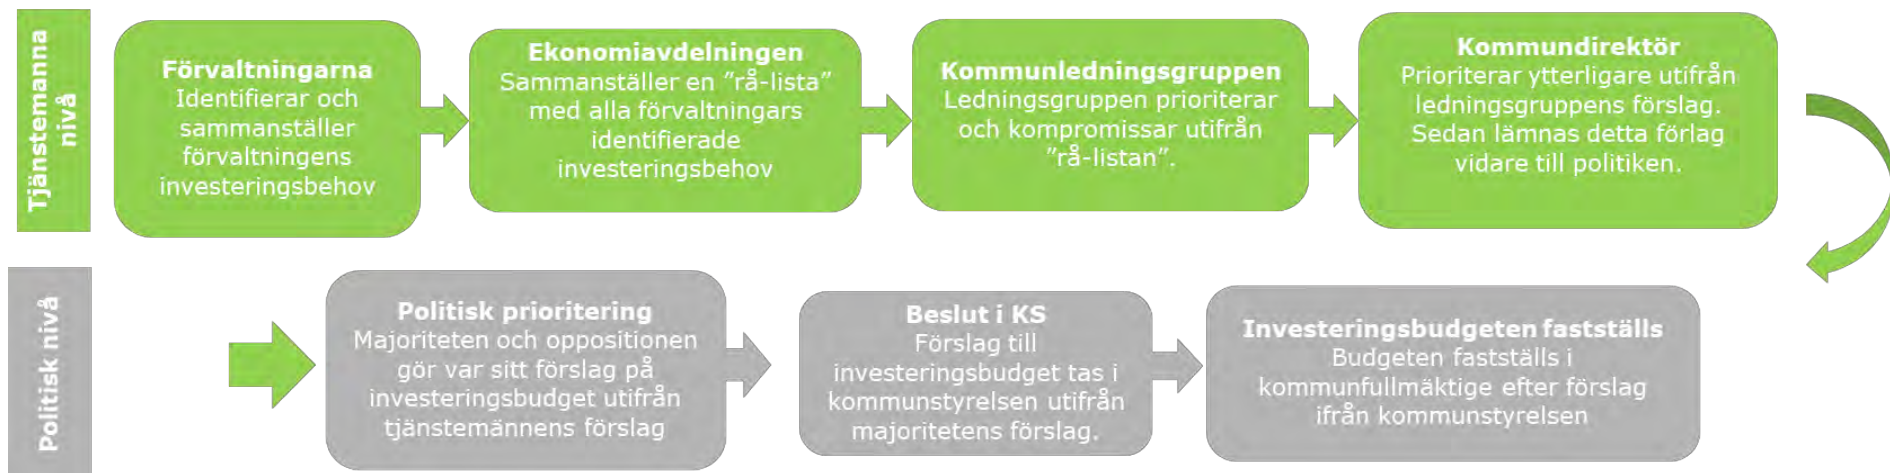 Tjänstemanna
nivå
Förvaltningarna
Identifierar och
sammanställer
förvaltningens
investeringsbehov
Ekonomiavdelningen
Sammanställer en ”rå-lista”
med alla förvaltningars
identifierade
investeringsbehov
Kommunledningsgruppen
Ledningsgruppen prioriterar
och kompromissar utifrån
”rå-listan”.
Kommundirektör
Prioriterar ytterligare utifrån
ledningsgruppens förslag.
Sedan lämnas detta förlag
vidare till politiken.
Politisk nivå
Politisk prioritering
Majoriteten och oppositionen
gör var sitt förslag på
investeringsbudget utifrån
tjänstemännens förslag
Beslut i KS
Förslag till
investeringsbudget tas i
kommunstyrelsen utifrån
majoritetens förslag.
Investeringsbudgeten fastställs
Budgeten fastställs i
kommunfullmäktige efter förslag
ifrån kommunstyrelsen